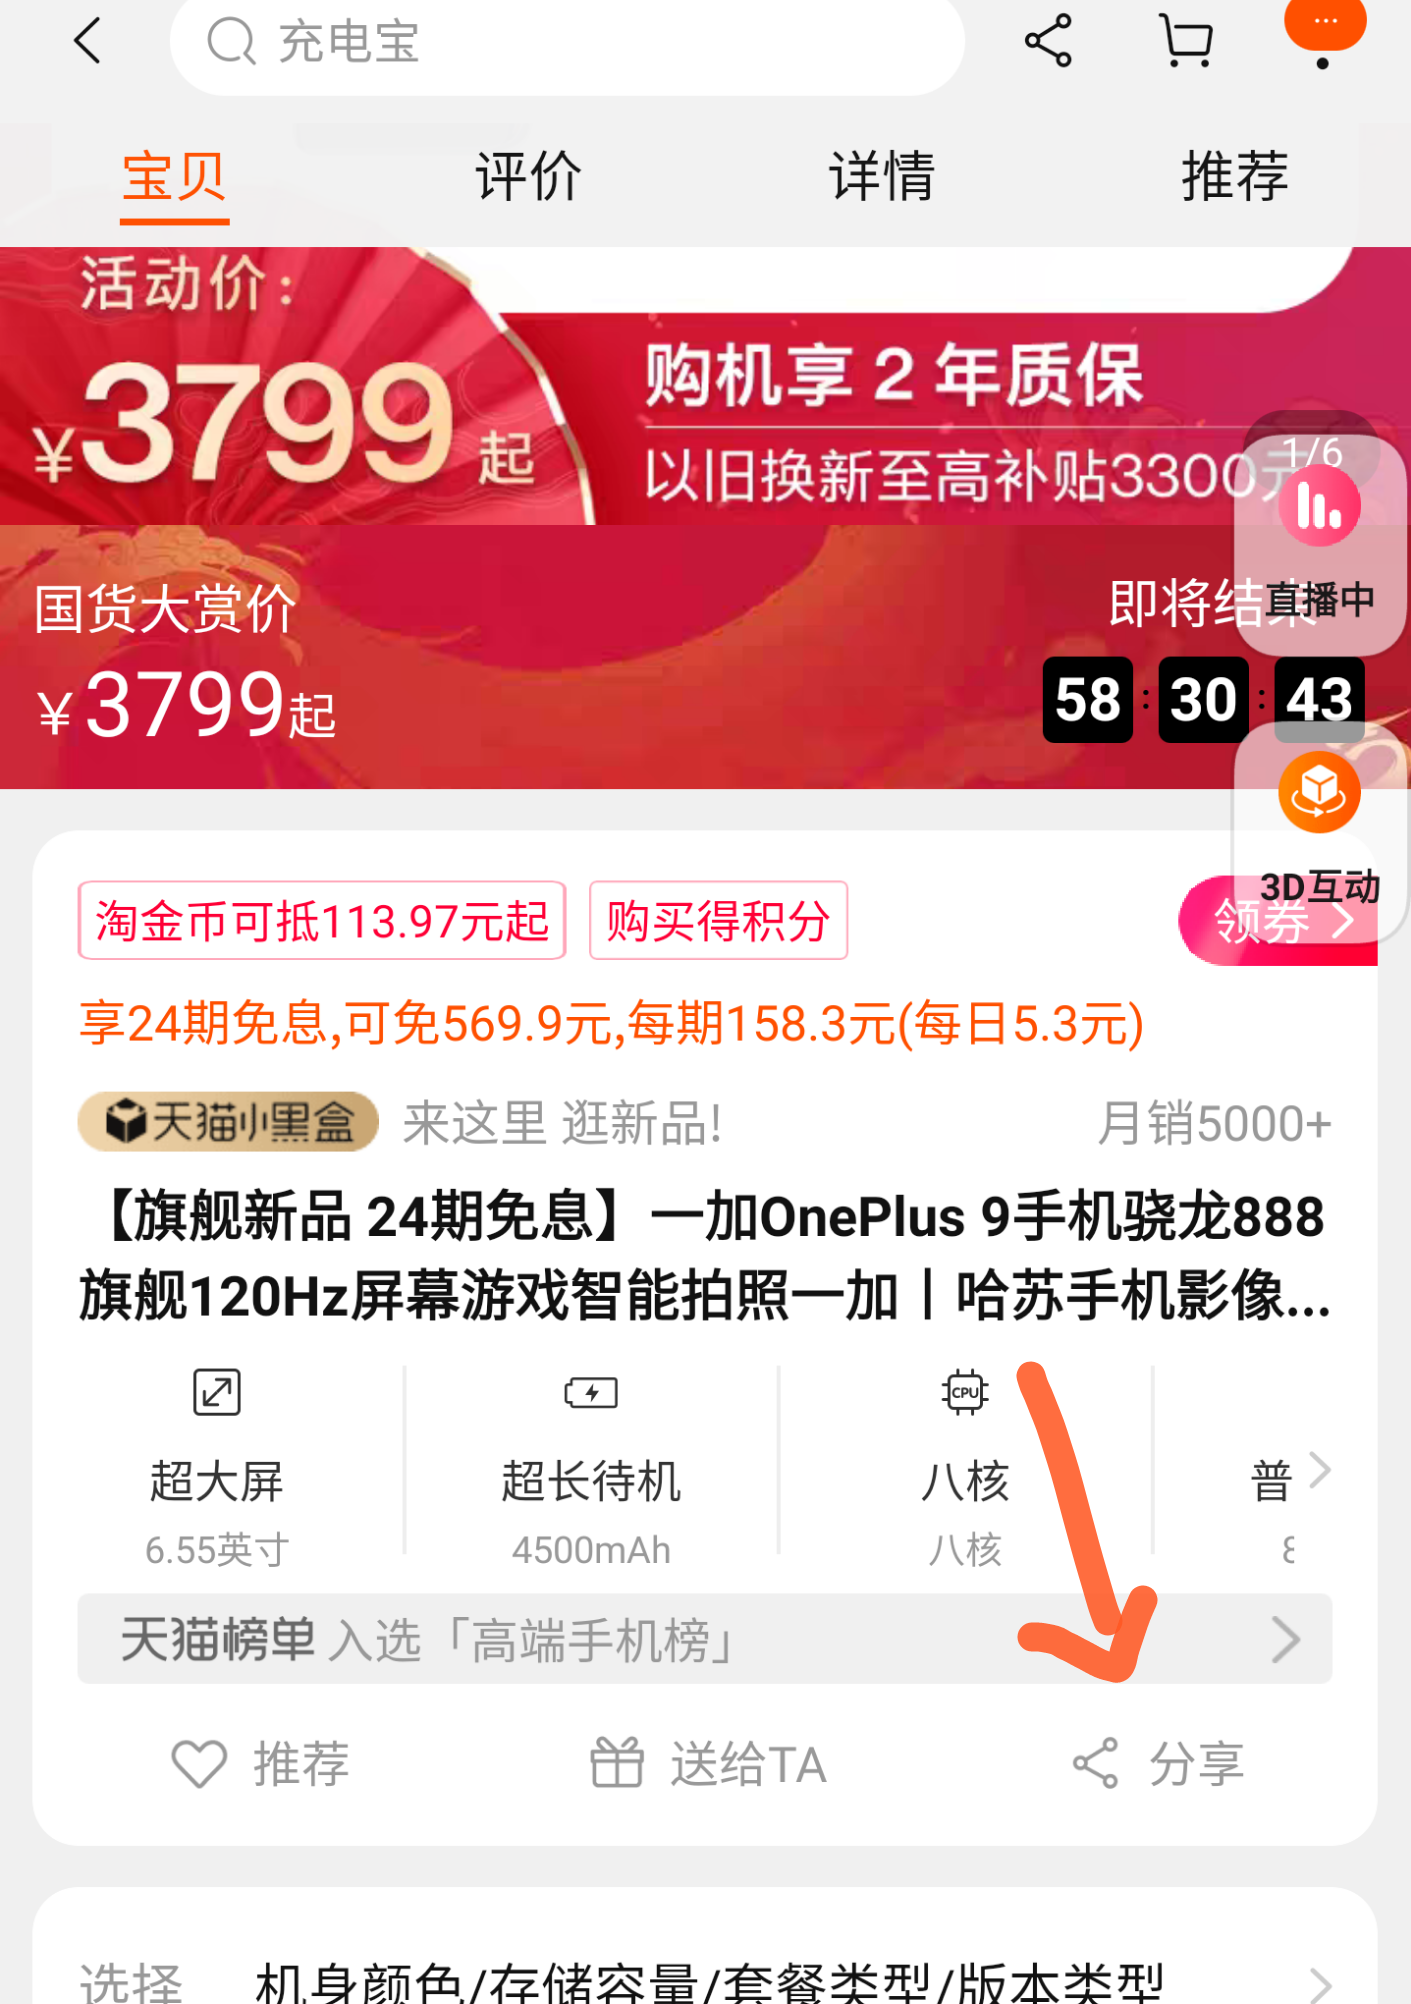 充电宝
...
宝贝 评价 详情 推荐
活动价:
¥3799起
购机享 2 年质保
以旧换新至高补贴3300元
1/6
直播中
国货大赏价
即将结束
¥3799起
58:30:43
3D互动
淘金币可抵113.97元起 购买得积分 领券
享24期免息,可免569.9元,每期158.3元(每日5.3元)
天猫小黑盒 来这里 逛新品! 月销5000+
【旗舰新品 24期免息】一加OnePlus 9手机骁龙888
旗舰120Hz屏幕游戏智能拍照一加丨哈苏手机影像...
CPU
超大屏 超长待机 八核 普
6.55英寸 4500mAh 八核
天猫榜单 入选「高端手机榜」
推荐 送给TA 分享
选择 机身颜色/存储容量/套餐类型/版本类型